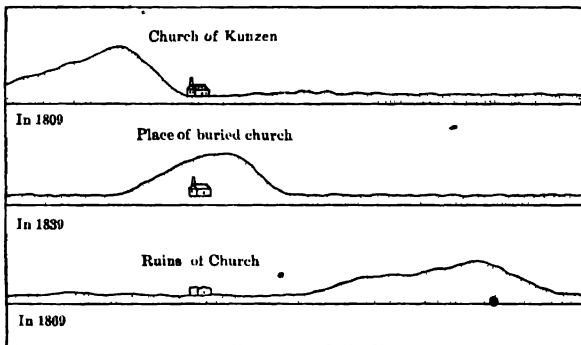 Church of Kunzen
In 1809
Place of buried church
In 1839
Ruins of Church
In 1869